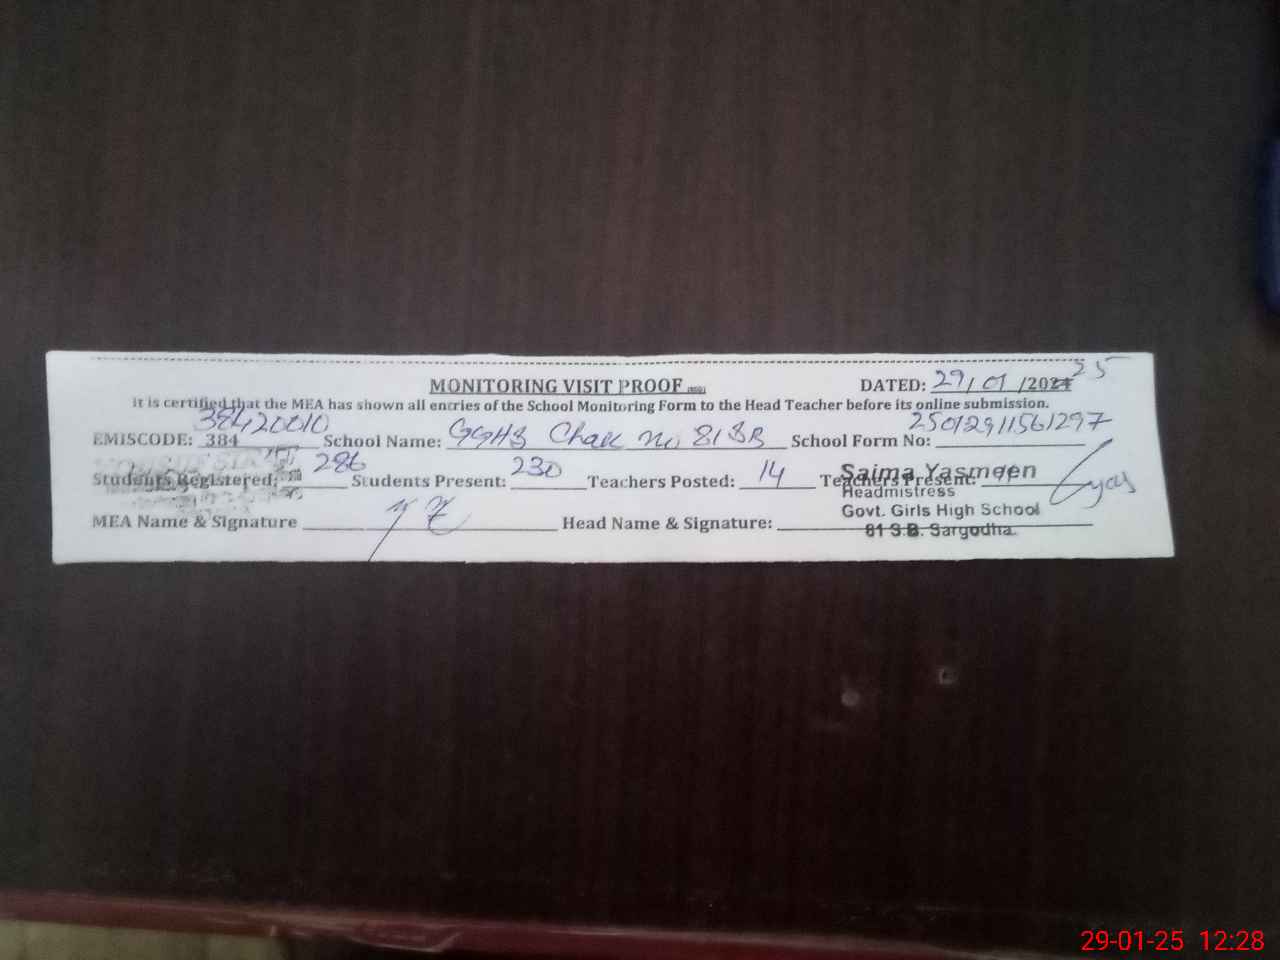 MONITORING VISIT PROOF DATED: 29/01/2024 25
it is certified that the MEA has shown all entries of the School Monitoring Form to the Head Teacher before its online submission.
EMISCODE: 384 38420010 School Name: GGHS Chak no 81 SB School Form No: 25012911561297
Students Registered: 286 Students Present: 230 Teachers Posted: 14 Teachers Present:
Saima Yasmeen
Headmistress
Govt. Girls High School
81 S.B. Sargodha.
MEA Name & Signature Head Name & Signature:
29-01-25 12:28